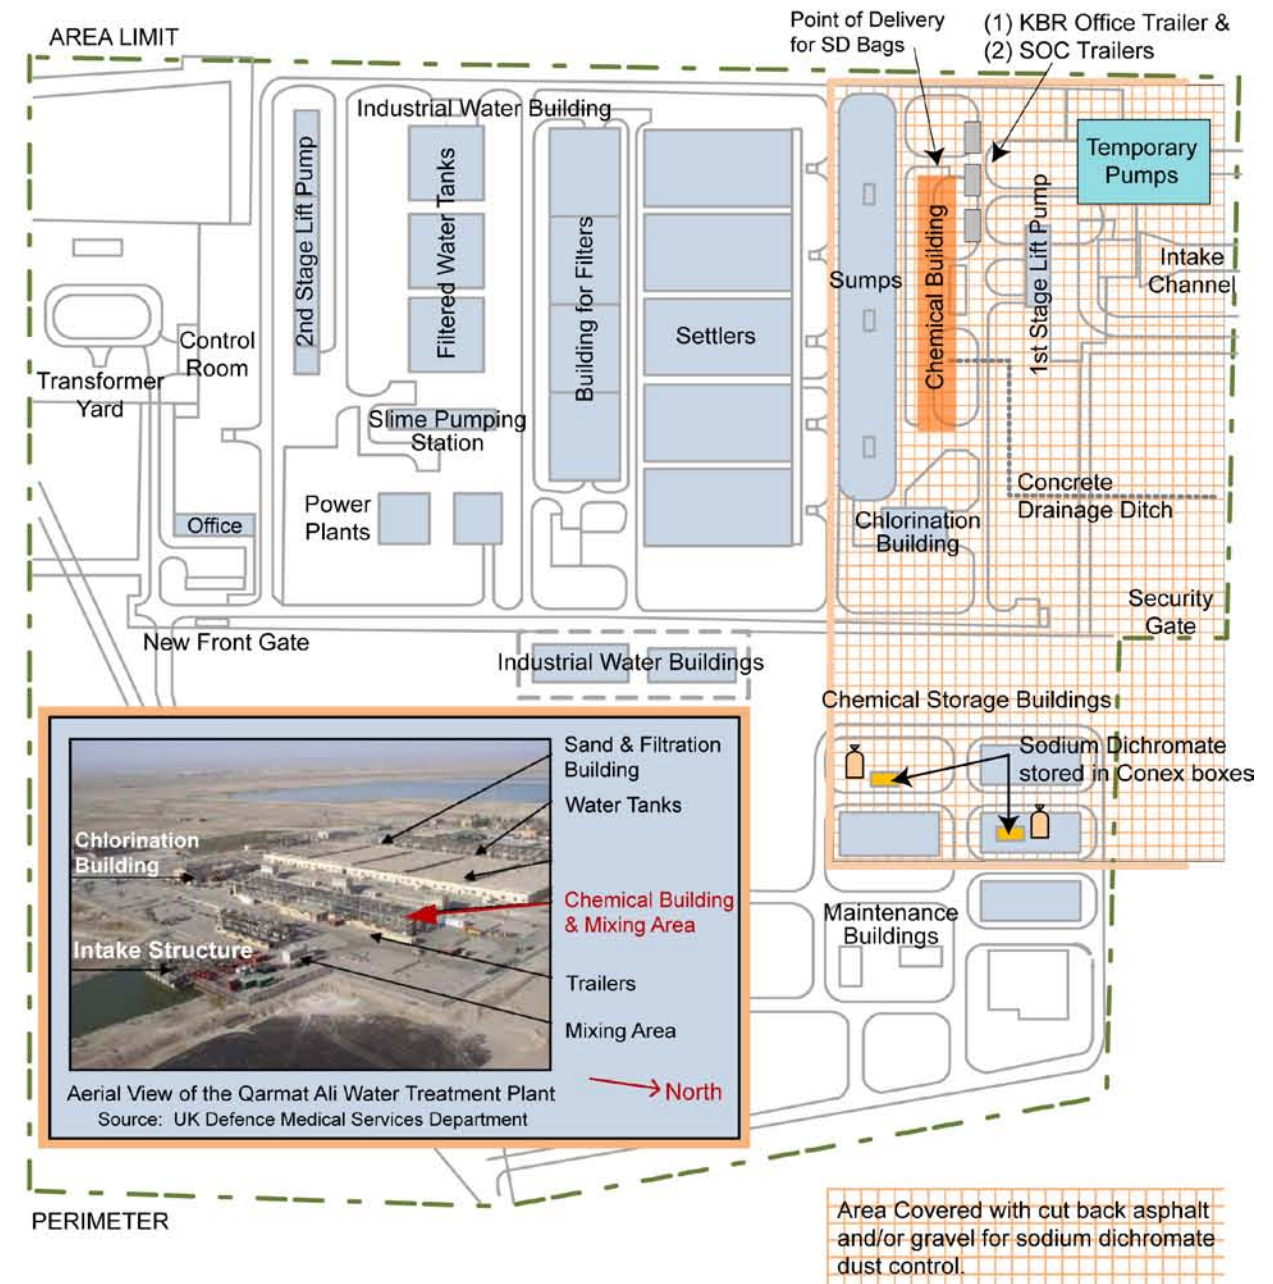 AREA LIMIT
Point of Delivery
for SD Bags
(1) KBR Office Trailer &
(2) SOC Trailers
Industrial Water Building
2nd Stage Lift Pump
Filtered Water Tanks
Building for Filters
Settlers
Sumps
Chemical Building
1st Stage Lift Pump
Temporary
Pumps
Intake
Channel
Control
Room
Transformer
Yard
Slime Pumping
Station
Power
Plants
Office
Concrete
Drainage Ditch
Chlorination
Building
Security
Gate
New Front Gate
Industrial Water Buildings
Chemical Storage Buildings
Sodium Dichromate
stored in Conex boxes
Maintenance
Buildings
Sand & Filtration
Building
Water Tanks
Chlorination
Building
Chemical Building
& Mixing Area
Intake Structure
Trailers
Mixing Area
North
Aerial View of the Qarmat Ali Water Treatment Plant
Source: UK Defence Medical Services Department
PERIMETER
Area Covered with cut back asphalt
and/or gravel for sodium dichromate
dust control.